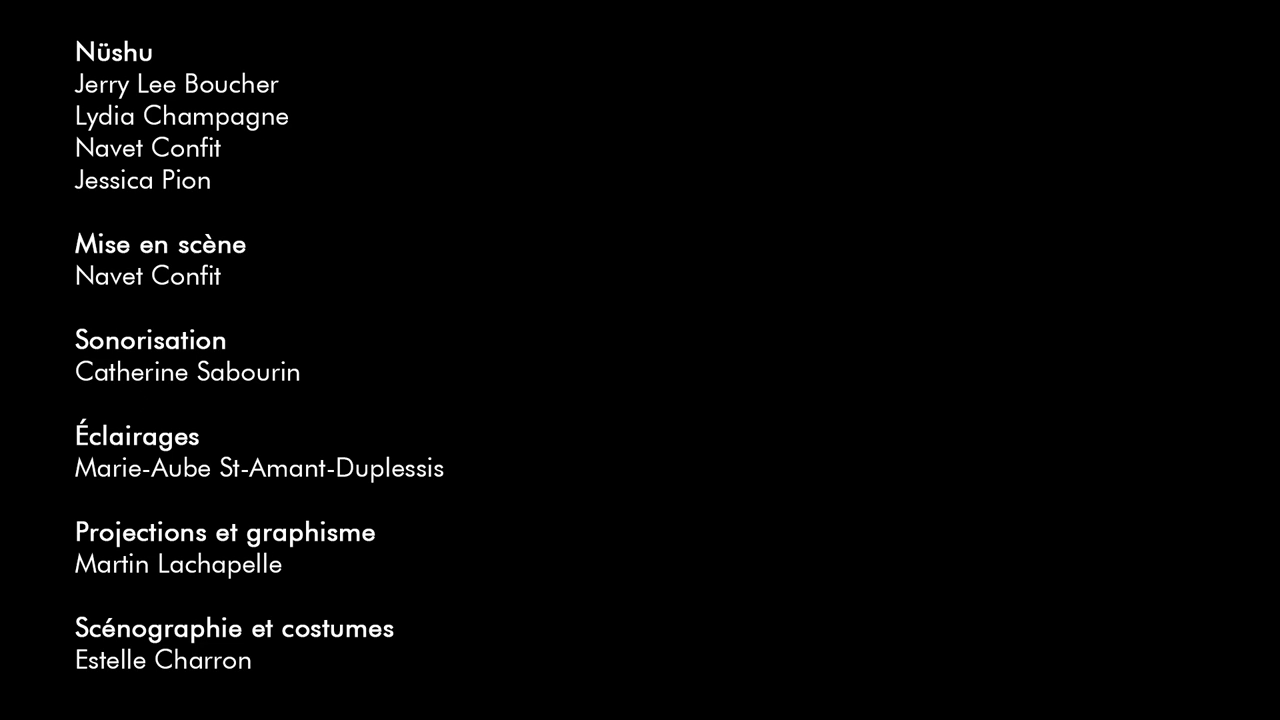 Nüshu
Jerry Lee Boucher
Lydia Champagne
Navet Confit
Jessica Pion
Mise en scène
Navet Confit
Sonorisation
Catherine Sabourin
Éclairages
Marie-Aube St-Amant-Duplessis
Projections et graphisme
Martin Lachapelle
Scénographie et costumes
Estelle Charron